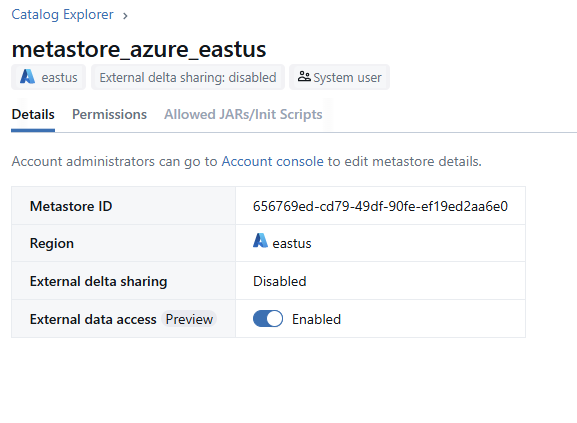 Catalog Explorer >
metastore_azure_eastus
eastus External delta sharing: disabled System user
Details Permissions Allowed JARs/Init Scripts
Account administrators can go to Account console to edit metastore details.
Metastore ID 656769ed-cd79-49df-90fe-ef19ed2aa6e0
Region eastus
External delta sharing Disabled
External data access Preview Enabled